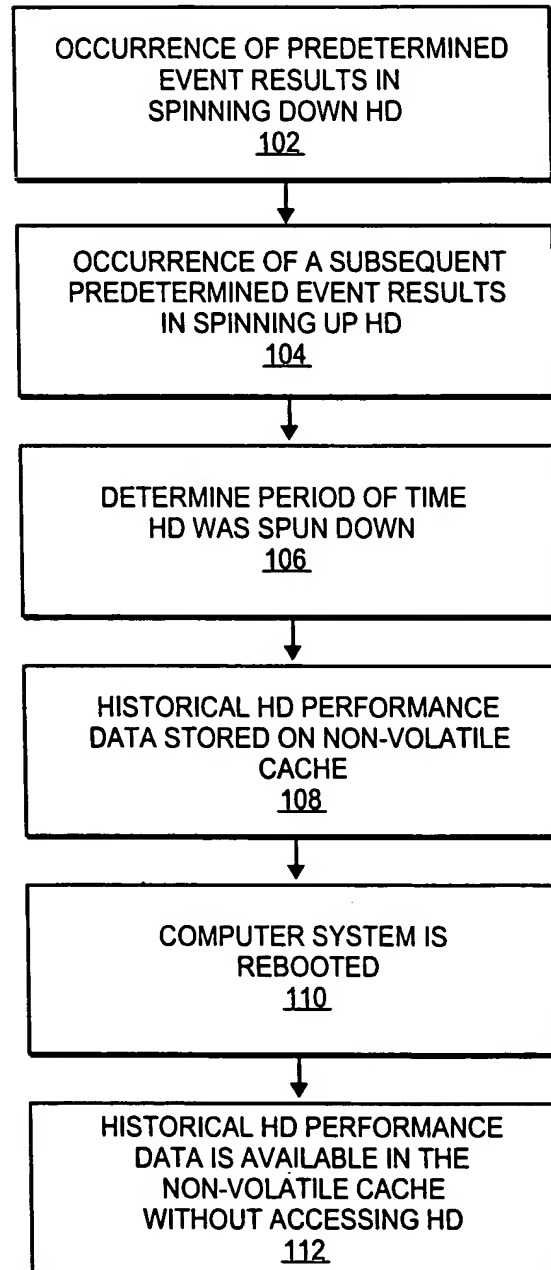 OCCURRENCE OF PREDETERMINED
EVENT RESULTS IN
SPINNING DOWN HD
102
OCCURRENCE OF A SUBSEQUENT
PREDETERMINED EVENT RESULTS
IN SPINNING UP HD
104
DETERMINE PERIOD OF TIME
HD WAS SPUN DOWN
106
HISTORICAL HD PERFORMANCE
DATA STORED ON NON-VOLATILE
CACHE
108
COMPUTER SYSTEM IS
REBOOTED
110
HISTORICAL HD PERFORMANCE
DATA IS AVAILABLE IN THE
NON-VOLATILE CACHE
WITHOUT ACCESSING HD
112